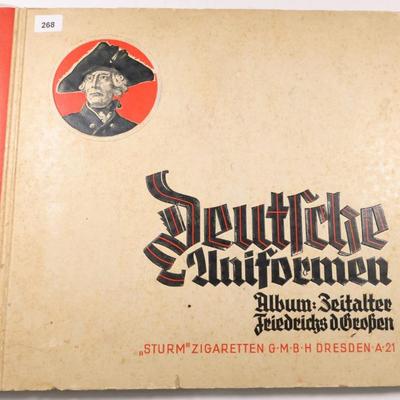 268
Deutsche
Uniformen
Album: Zeitalter
Friedrichs d. Großen
„STURM" ZIGARETTEN G·M·B·H DRESDEN·A·21